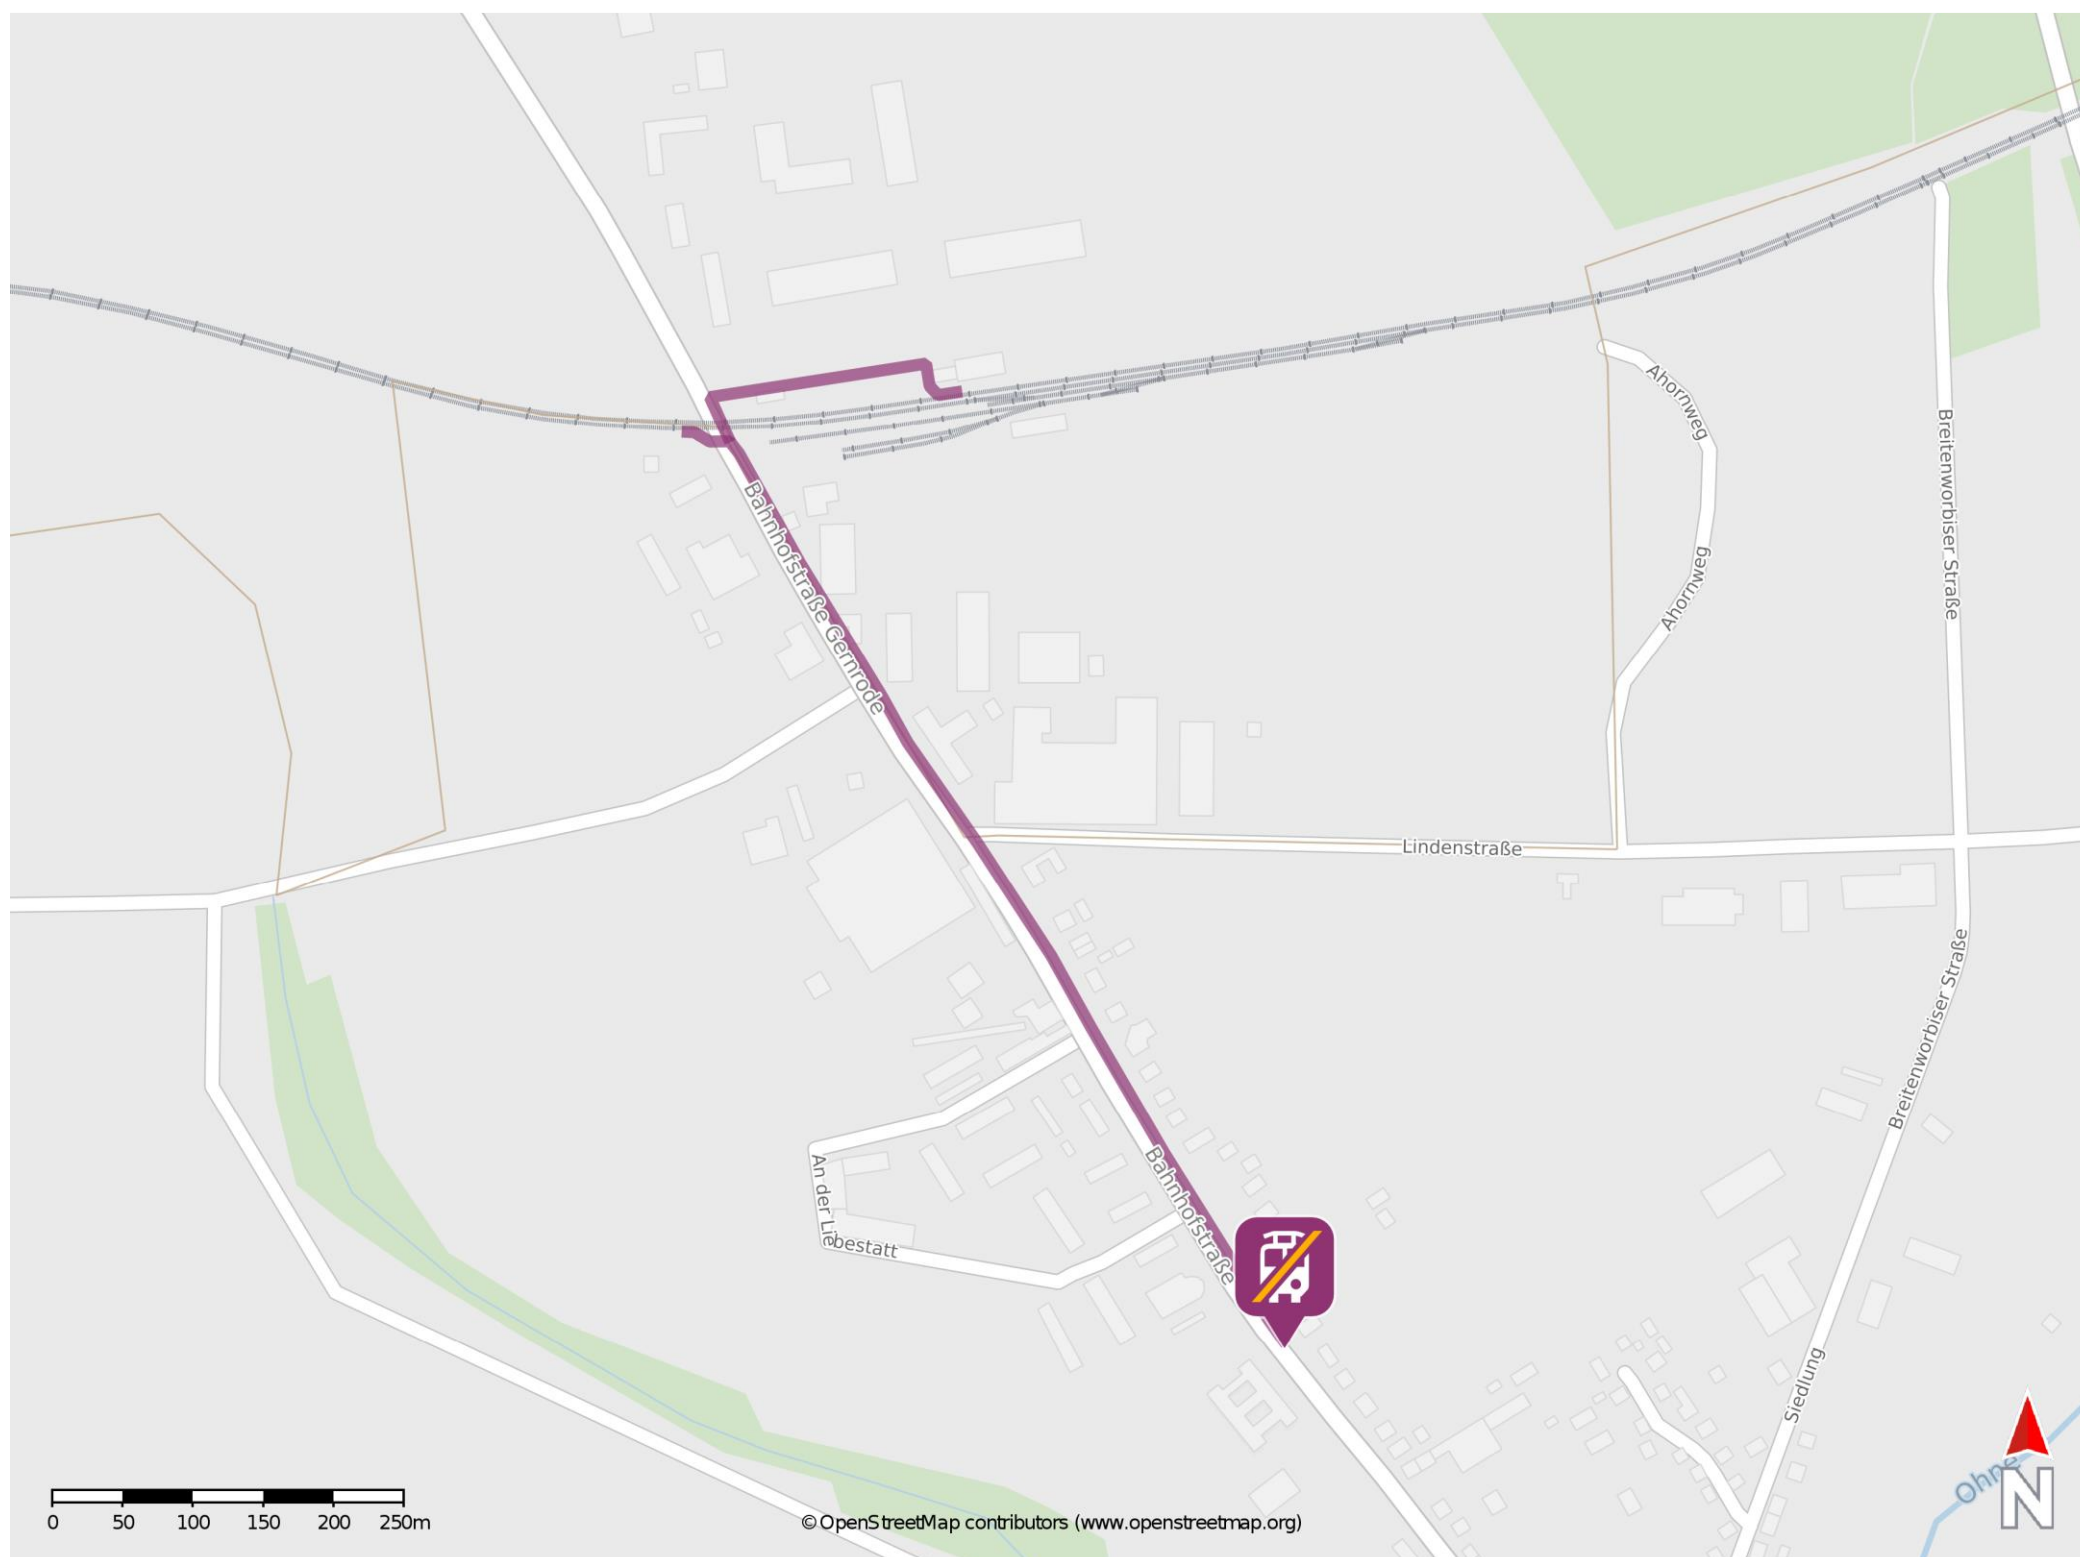 Ahornweg
Breitenworbiser Straße
Bahnhofstraße Gernrode
Ahornweg
Lindenstraße
Breitenworbiser Straße
Bahnhofstraße
An der Liebestatt
Siedlung
Ohne
N
0 50 100 150 200 250m
© OpenStreetMap contributors (www.openstreetmap.org)